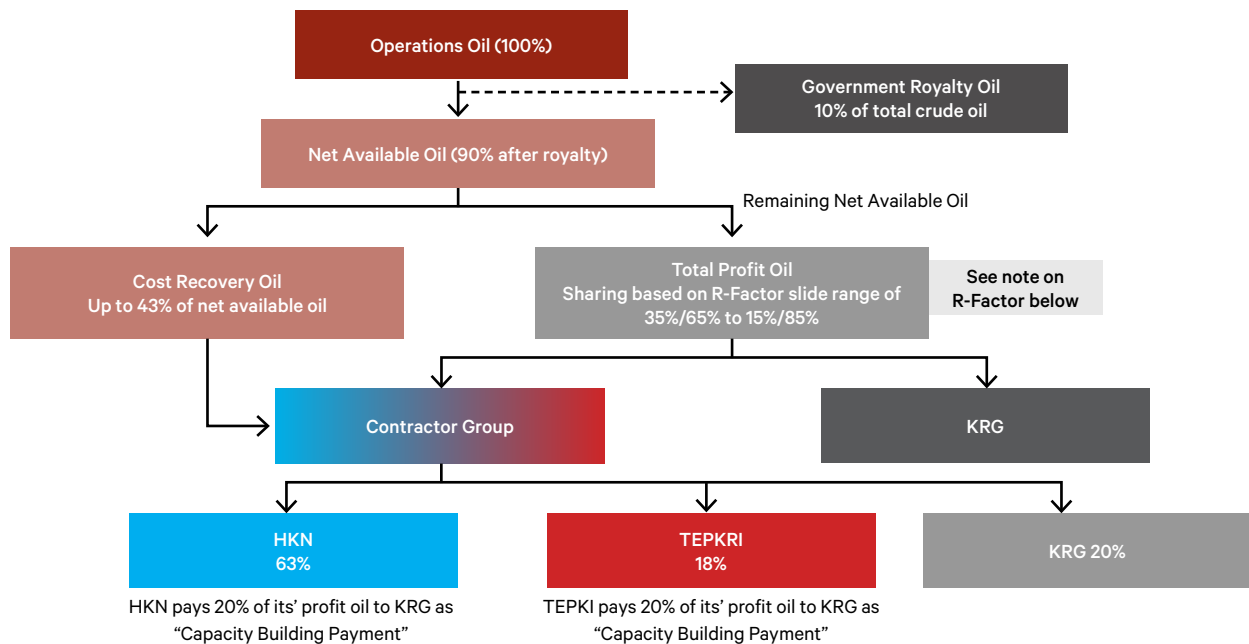 Operations Oil (100%)
Government Royalty Oil
10% of total crude oil
Net Available Oil (90% after royalty)
Remaining Net Available Oil
Cost Recovery Oil
Up to 43% of net available oil
Total Profit Oil
Sharing based on R-Factor slide range of
35%/65% to 15%/85%
See note on
R-Factor below
Contractor Group
KRG
HKN
63%
TEPKRI
18%
KRG 20%
HKN pays 20% of its’ profit oil to KRG as
“Capacity Building Payment”
TEPKI pays 20% of its’ profit oil to KRG as
“Capacity Building Payment”